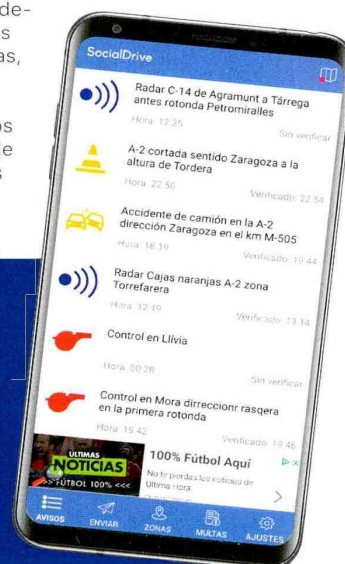 de-
s
as,
os
de
s
SocialDrive
Radar C-14 de Agramunt a Tárrega
antes rotonda Petromiralles
Hora: 12:35
Sin verificar
A-2 cortada sentido Zaragoza a la
altura de Tordera
Hora: 22:50
Verificado: 22:54
Accidente de camión en la A-2
dirección Zaragoza en el km M-505
Hora: 18:19
Verificado: 19:44
Radar Cajas naranjas A-2 zona
Torrefarera
Hora: 12:19
Verificado: 13:14
Control en Llívia
Hora: 00:28
Sin verificar
Control en Mora dirreccionr rasqera
en la primera rotonda
Hora: 19:42
Verificado: 19:46
ÚLTIMAS
NOTICIAS
>> FÚTBOL 100% <<<
100% Fútbol Aquí
No te pierdas las noticias de
Última Hora
AVISOS
ENVIAR
ZONAS
MULTAS
AJUSTES